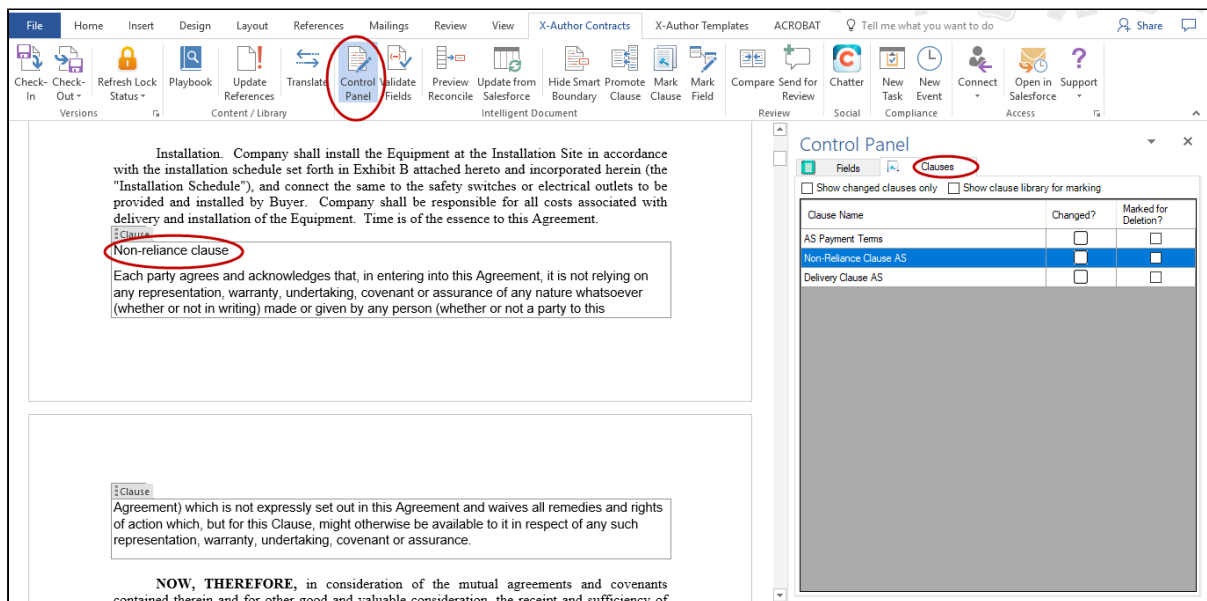 File Home Insert Design Layout References Mailings Review View X-Author Contracts X-Author Templates ACROBAT Tell me what you want to do Share
Check-In Check-Out Refresh Lock Status Playbook Update References Translate Control Panel Validate Fields Preview Reconcile Update from Salesforce Hide Smart Boundary Promote Clause Mark Clause Mark Field Compare Send for Review Chatter New Task New Event Connect Open in Salesforce Support
Versions Content / Library Intelligent Document Review Social Compliance Access
Installation. Company shall install the Equipment at the Installation Site in accordance
with the installation schedule set forth in Exhibit B attached hereto and incorporated herein (the
"Installation Schedule"), and connect the same to the safety switches or electrical outlets to be
provided and installed by Buyer. Company shall be responsible for all costs associated with
delivery and installation of the Equipment. Time is of the essence to this Agreement.
Clause
Non-reliance clause
Each party agrees and acknowledges that, in entering into this Agreement, it is not relying on
any representation, warranty, undertaking, covenant or assurance of any nature whatsoever
(whether or not in writing) made or given by any person (whether or not a party to this
Clause
Agreement) which is not expressly set out in this Agreement and waives all remedies and rights
of action which, but for this Clause, might otherwise be available to it in respect of any such
representation, warranty, undertaking, covenant or assurance.
NOW, THEREFORE, in consideration of the mutual agreements and covenants
contained therein and for other good and valuable consideration, the receipt and sufficiency of
Control Panel
Fields Clauses
Show changed clauses only Show clause library for marking
Clause Name Changed? Marked for Deletion?
AS Payment Terms
Non-Reliance Clause AS
Delivery Clause AS